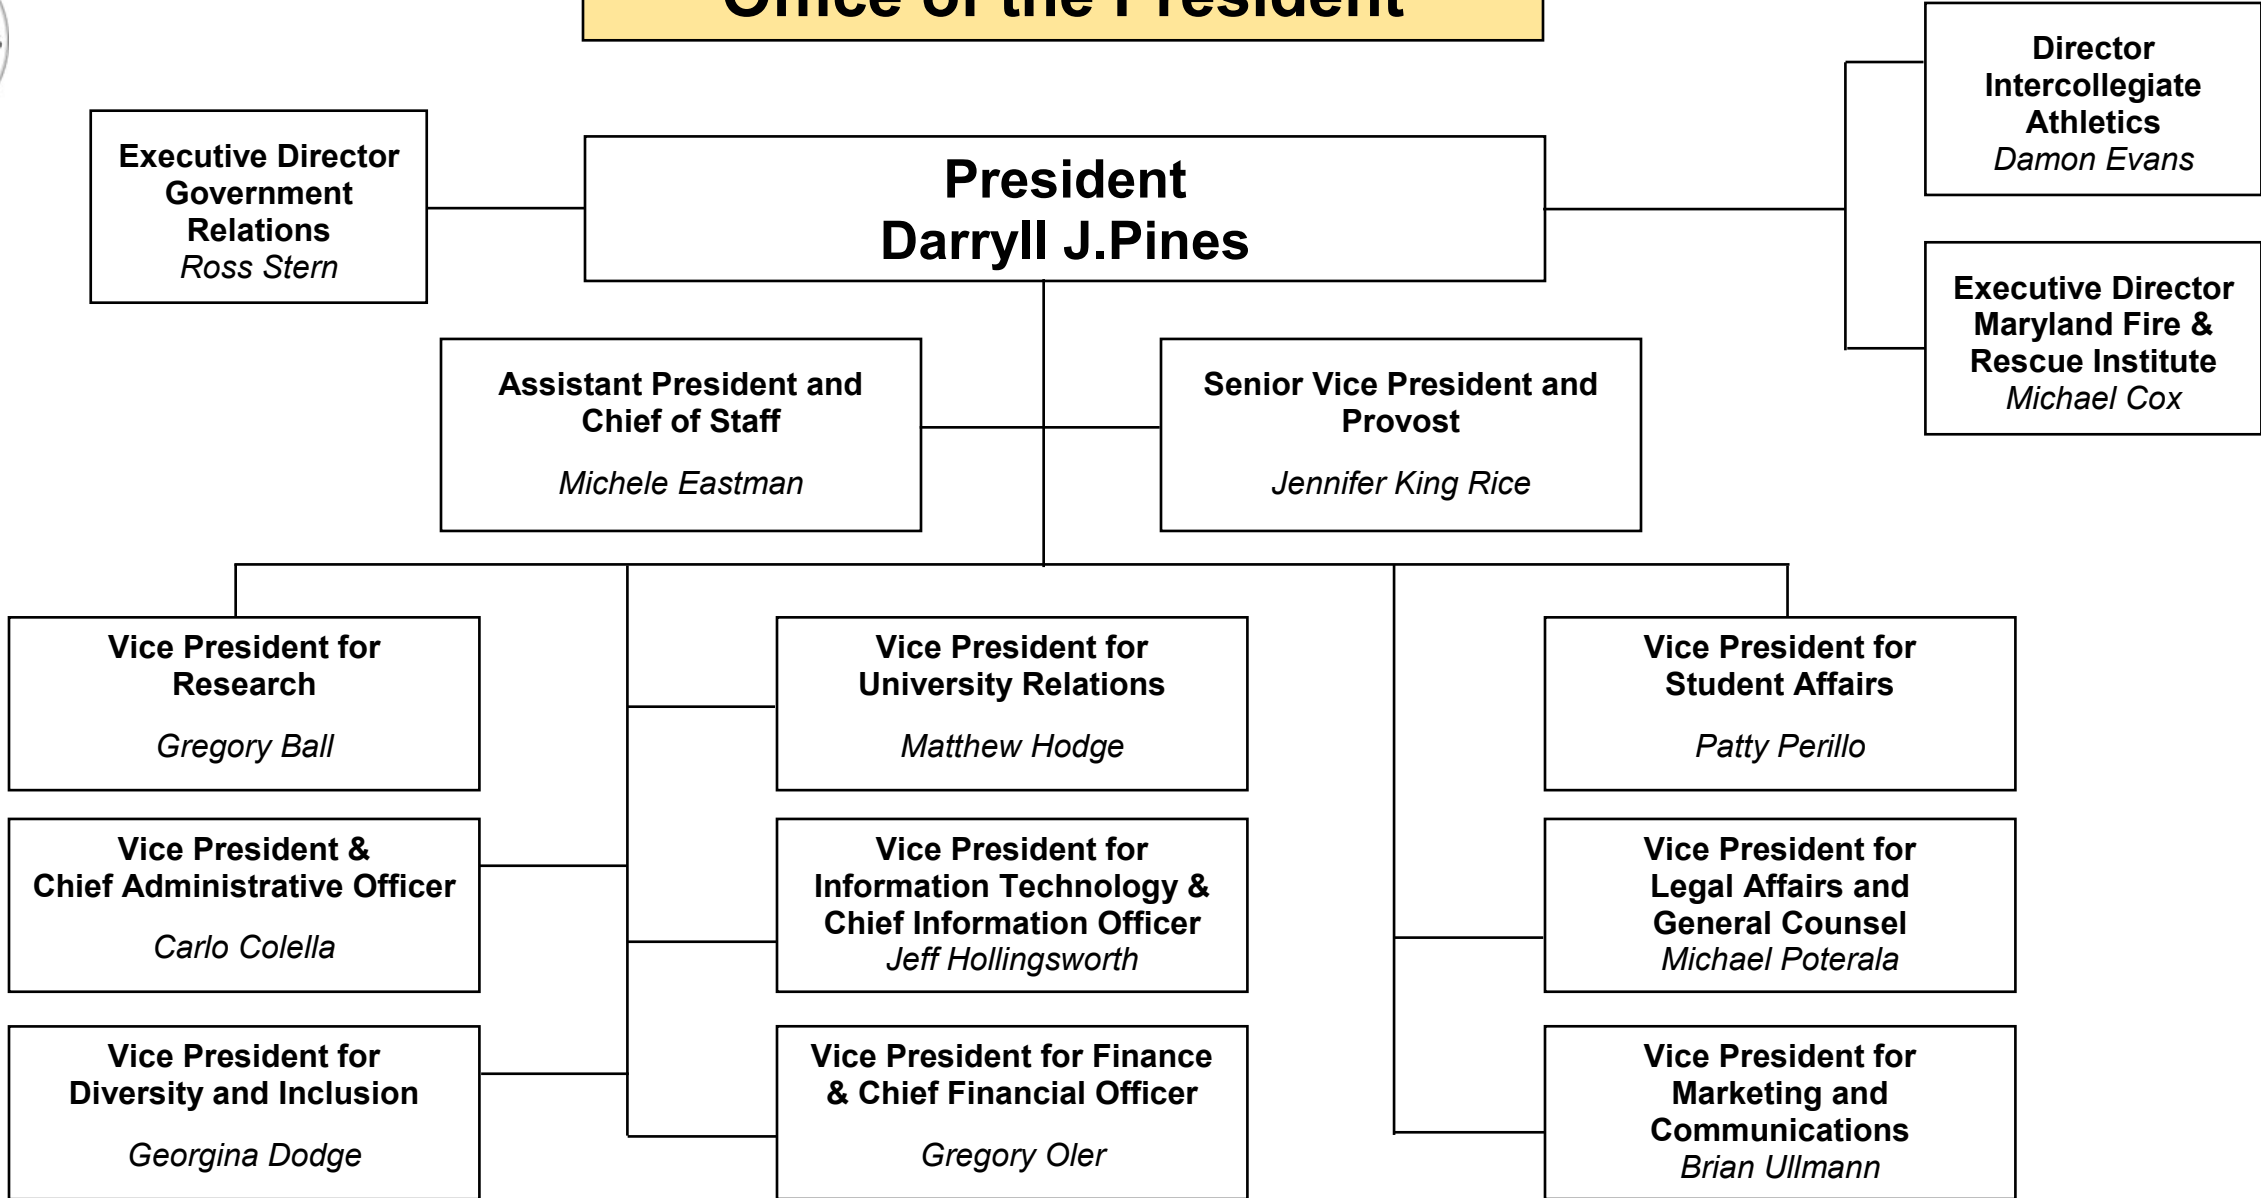 Office of the President
Director
Intercollegiate
Athletics
Damon Evans
Executive Director
Government
Relations
Ross Stern
President
Darryll J.Pines
Executive Director
Maryland Fire &
Rescue Institute
Michael Cox
Assistant President and
Chief of Staff
Michele Eastman
Senior Vice President and
Provost
Jennifer King Rice
Vice President for
Research
Gregory Ball
Vice President for
University Relations
Matthew Hodge
Vice President for
Student Affairs
Patty Perillo
Vice President &
Chief Administrative Officer
Carlo Colella
Vice President for
Information Technology &
Chief Information Officer
Jeff Hollingsworth
Vice President for
Legal Affairs and
General Counsel
Michael Poterala
Vice President for
Diversity and Inclusion
Georgina Dodge
Vice President for Finance
& Chief Financial Officer
Gregory Oler
Vice President for
Marketing and
Communications
Brian Ullmann